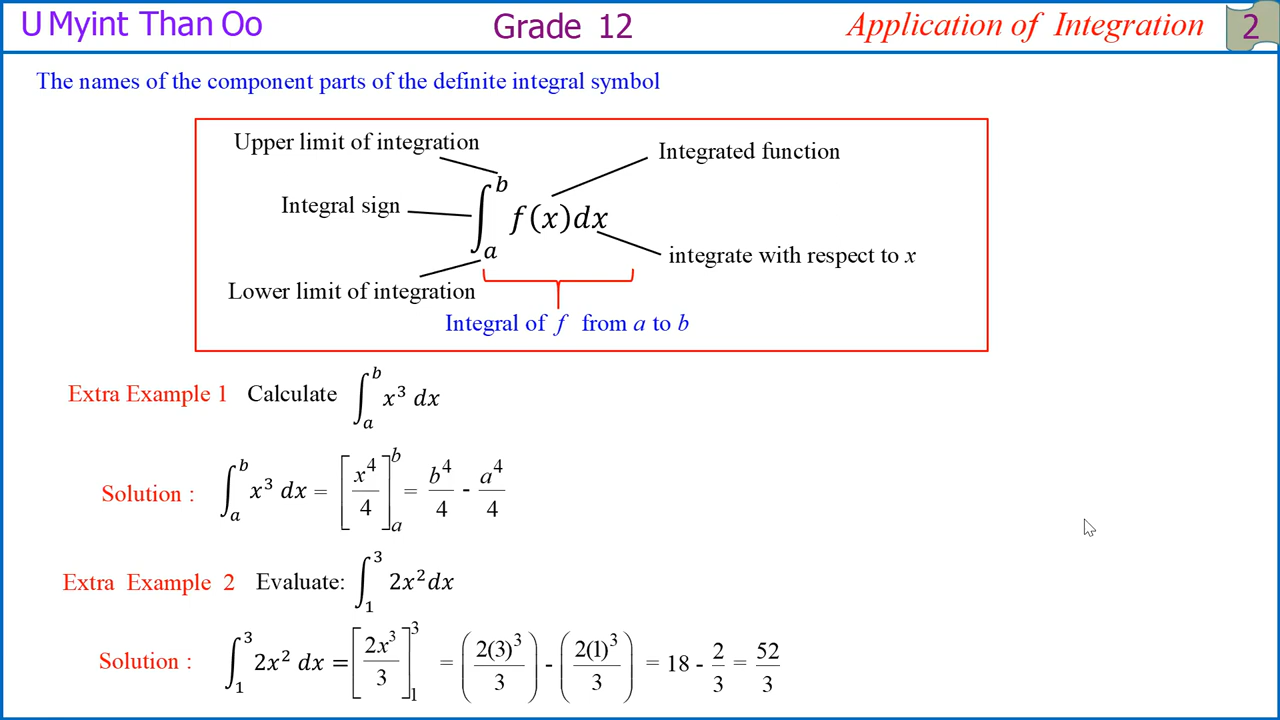 U Myint Than Oo Grade 12 Application of Integration 2
The names of the component parts of the definite integral symbol
Upper limit of integration
Integrated function
Integral sign
∫_a^b f(x)dx
integrate with respect to x
Lower limit of integration
Integral of f from a to b
Extra Example 1 Calculate ∫_a^b x³ dx
Solution : ∫_a^b x³ dx = [x⁴/4]_a^b = b⁴/4 - a⁴/4
Extra Example 2 Evaluate: ∫_1^3 2x²dx
Solution : ∫_1^3 2x² dx = [2x³/3]_1^3 = (2(3)³/3) - (2(1)³/3) = 18 - 2/3 = 52/3